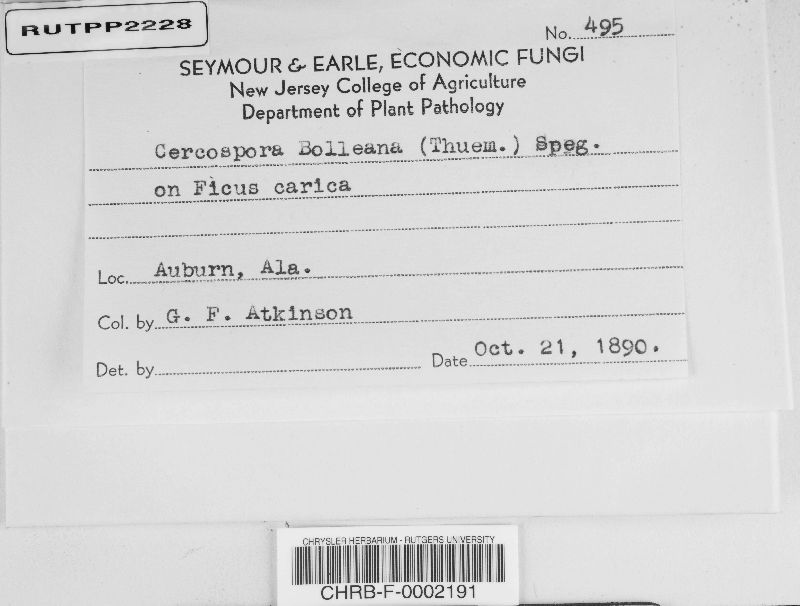 RUTPP2228
No. 495
SEYMOUR & EARLE, ECONOMIC FUNGI
New Jersey College of Agriculture
Department of Plant Pathology
Cercospora Bolleana (Thuem.) Speg.
on Ficus carica
Loc. Auburn, Ala.
Col. by G. F. Atkinson
Det. by
Date Oct. 21, 1890.
CHRYSLER HERBARIUM - RUTGERS UNIVERSITY
CHRB-F-0002191